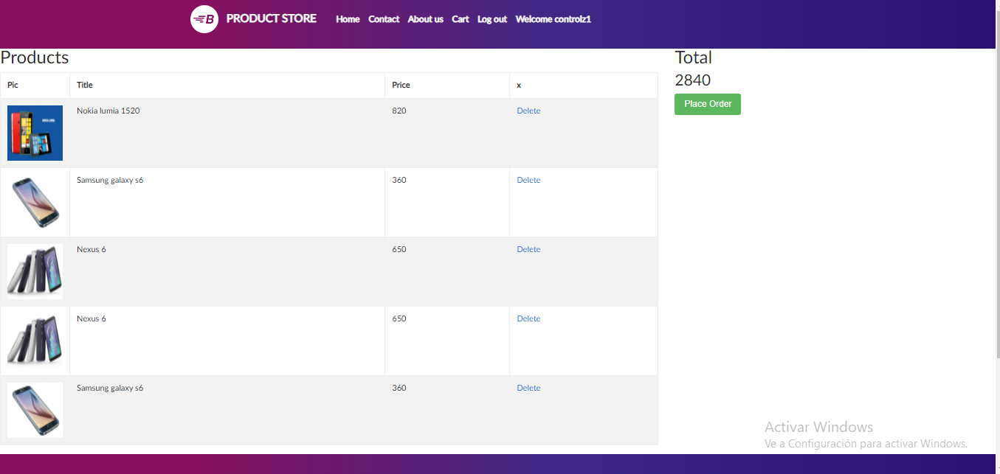 PRODUCT STORE Home Contact About us Cart Log out Welcome controlz1
Products
Pic Title Price x
Nokia lumia 1520 820 Delete
Samsung galaxy s6 360 Delete
Nexus 6 650 Delete
Nexus 6 650 Delete
Samsung galaxy s6 360 Delete
Total
2840
Place Order
Activar Windows
Ve a Configuración para activar Windows.